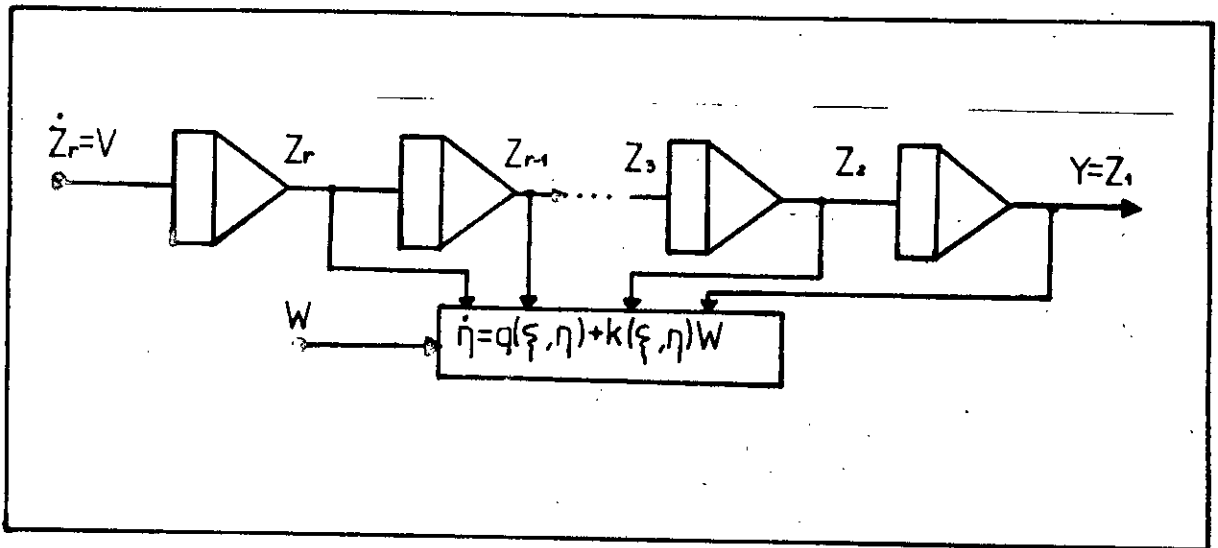 Żr=V
Zr
Zr-1
....
Z3
Z2
Y=Z1
W
η̇=q(ξ,η)+k(ξ,η)W